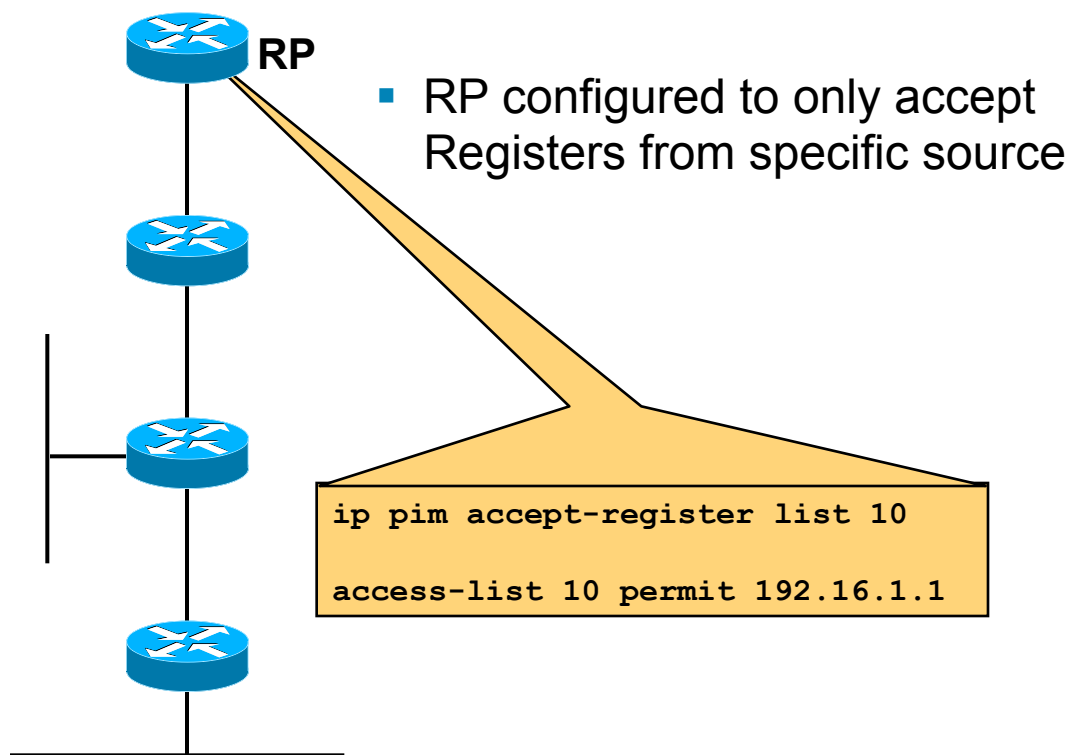 RP
▪ RP configured to only accept
Registers from specific source
ip pim accept-register list 10
access-list 10 permit 192.16.1.1